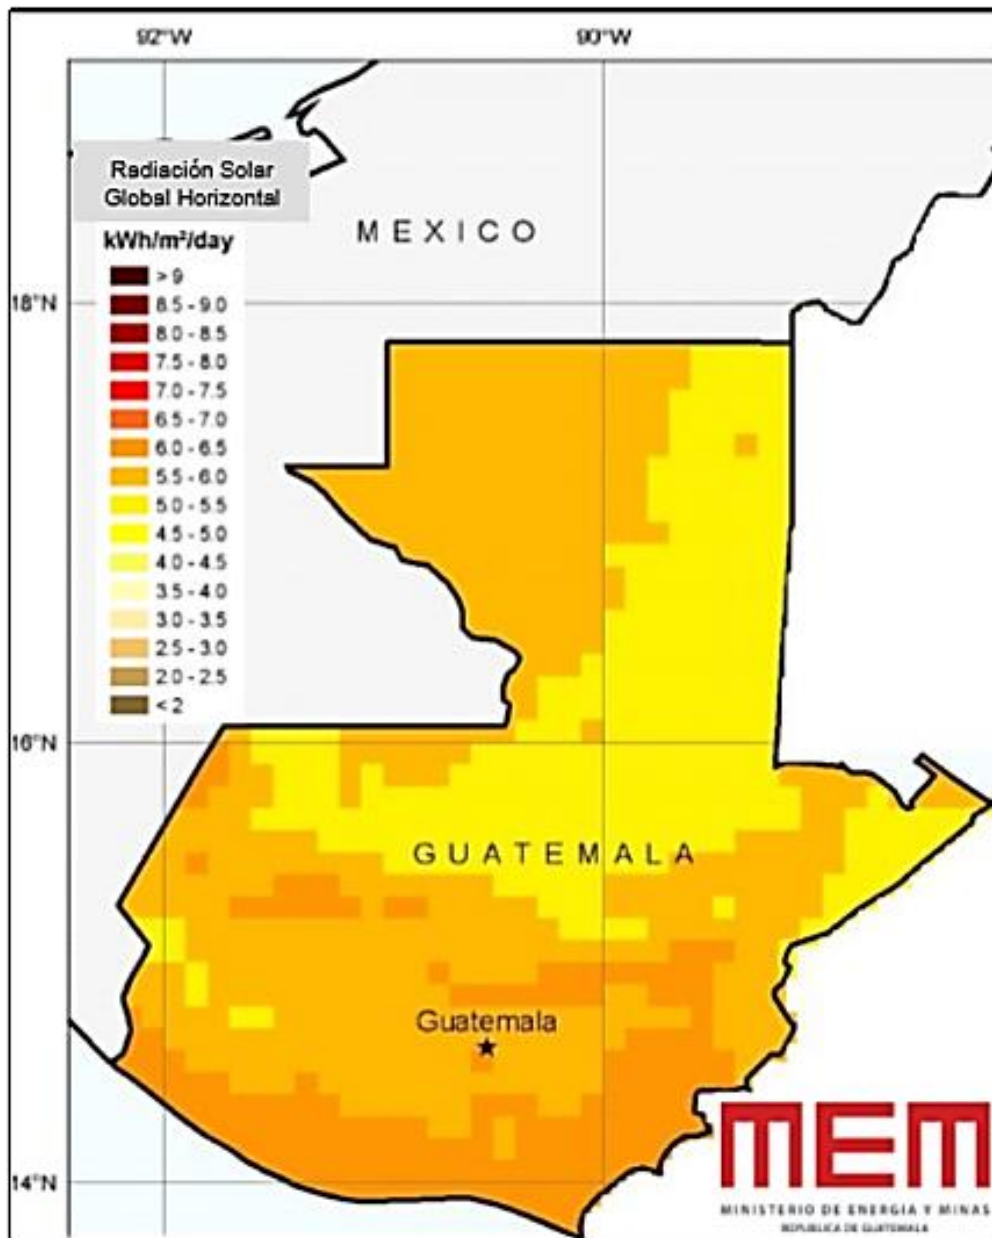 92°W
90°W
Radiación Solar
Global Horizontal
kWh/m²/day
> 9
8.5 - 9.0
8.0 - 8.5
7.5 - 8.0
7.0 - 7.5
6.5 - 7.0
6.0 - 6.5
5.5 - 6.0
5.0 - 5.5
4.5 - 5.0
4.0 - 4.5
3.5 - 4.0
3.0 - 3.5
2.5 - 3.0
2.0 - 2.5
< 2
MEXICO
18°N
16°N
GUATEMALA
Guatemala
14°N
MEM
MINISTERIO DE ENERGIA Y MINAS
REPUBLICA DE GUATEMALA